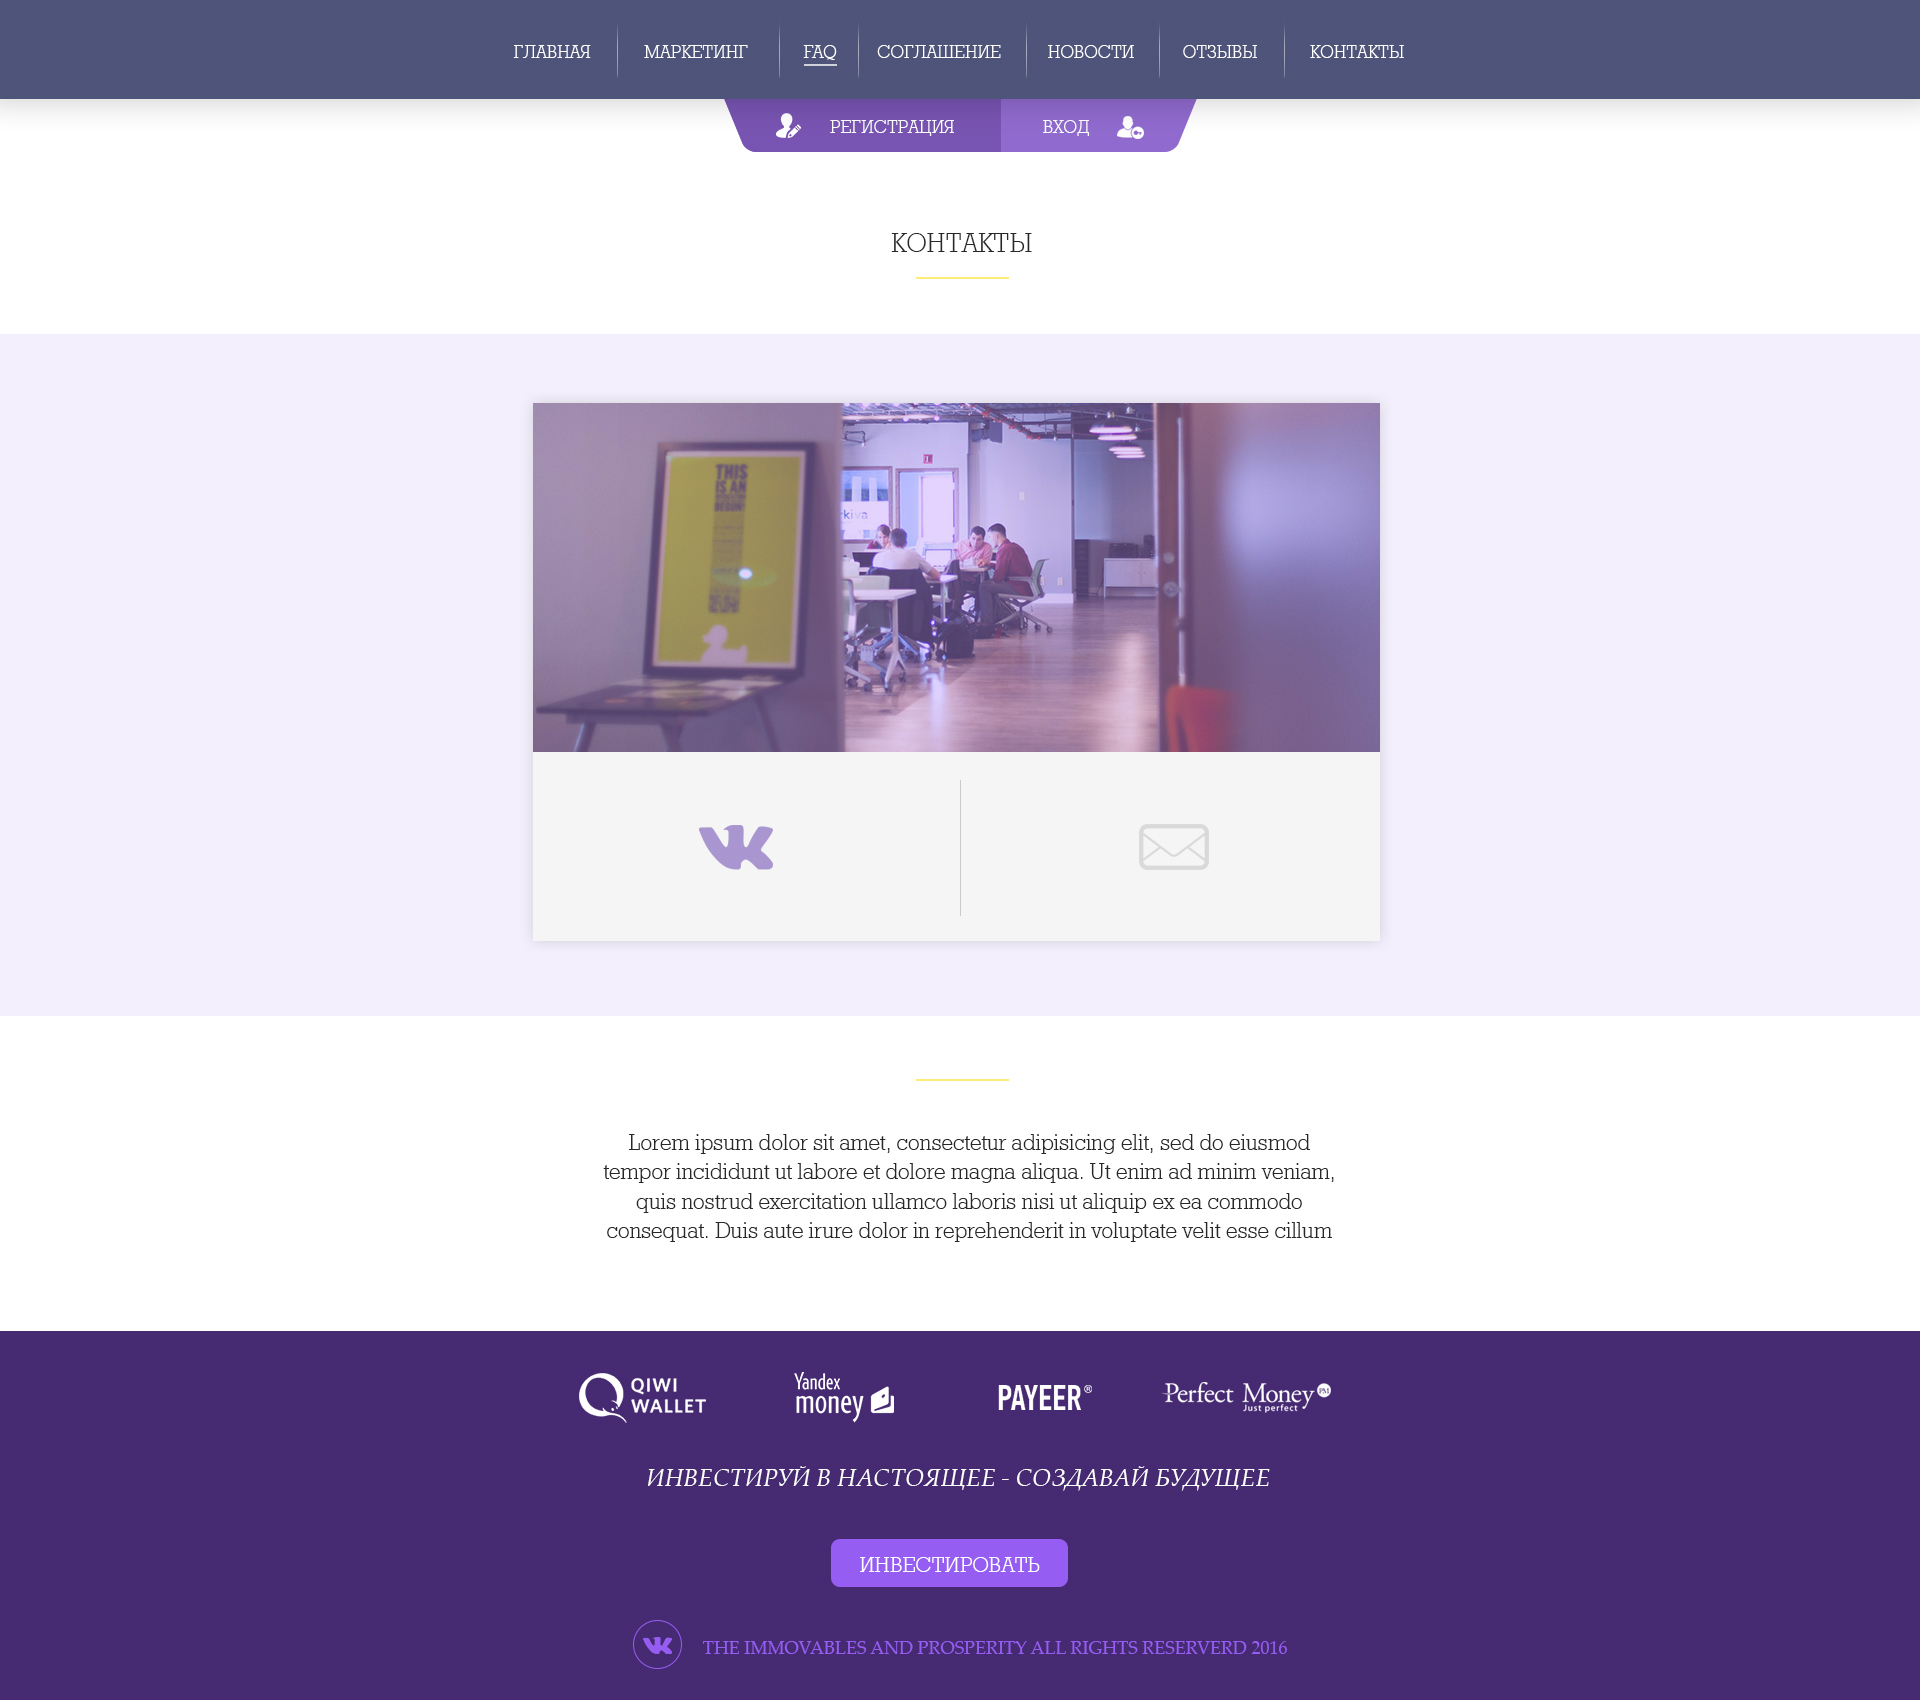 ГЛАВНАЯ
МАРКЕТИНГ
FAQ
СОГЛАШЕНИЕ
НОВОСТИ
ОТЗЫВЫ
КОНТАКТЫ
РЕГИСТРАЦИЯ
ВХОД
КОНТАКТЫ
THIS
IS AN
BEGUN!
rkiva
Lorem ipsum dolor sit amet, consectetur adipisicing elit, sed do eiusmod
tempor incididunt ut labore et dolore magna aliqua. Ut enim ad minim veniam,
quis nostrud exercitation ullamco laboris nisi ut aliquip ex ea commodo
consequat. Duis aute irure dolor in reprehenderit in voluptate velit esse cillum
QIWI
WALLET
Yandex
money
PAYEER®
Perfect Money PM
Just perfect
ИНВЕСТИРУЙ В НАСТОЯЩЕЕ - СОЗДАВАЙ БУДУЩЕЕ
ИНВЕСТИРОВАТЬ
THE IMMOVABLES AND PROSPERITY ALL RIGHTS RESERVERD 2016